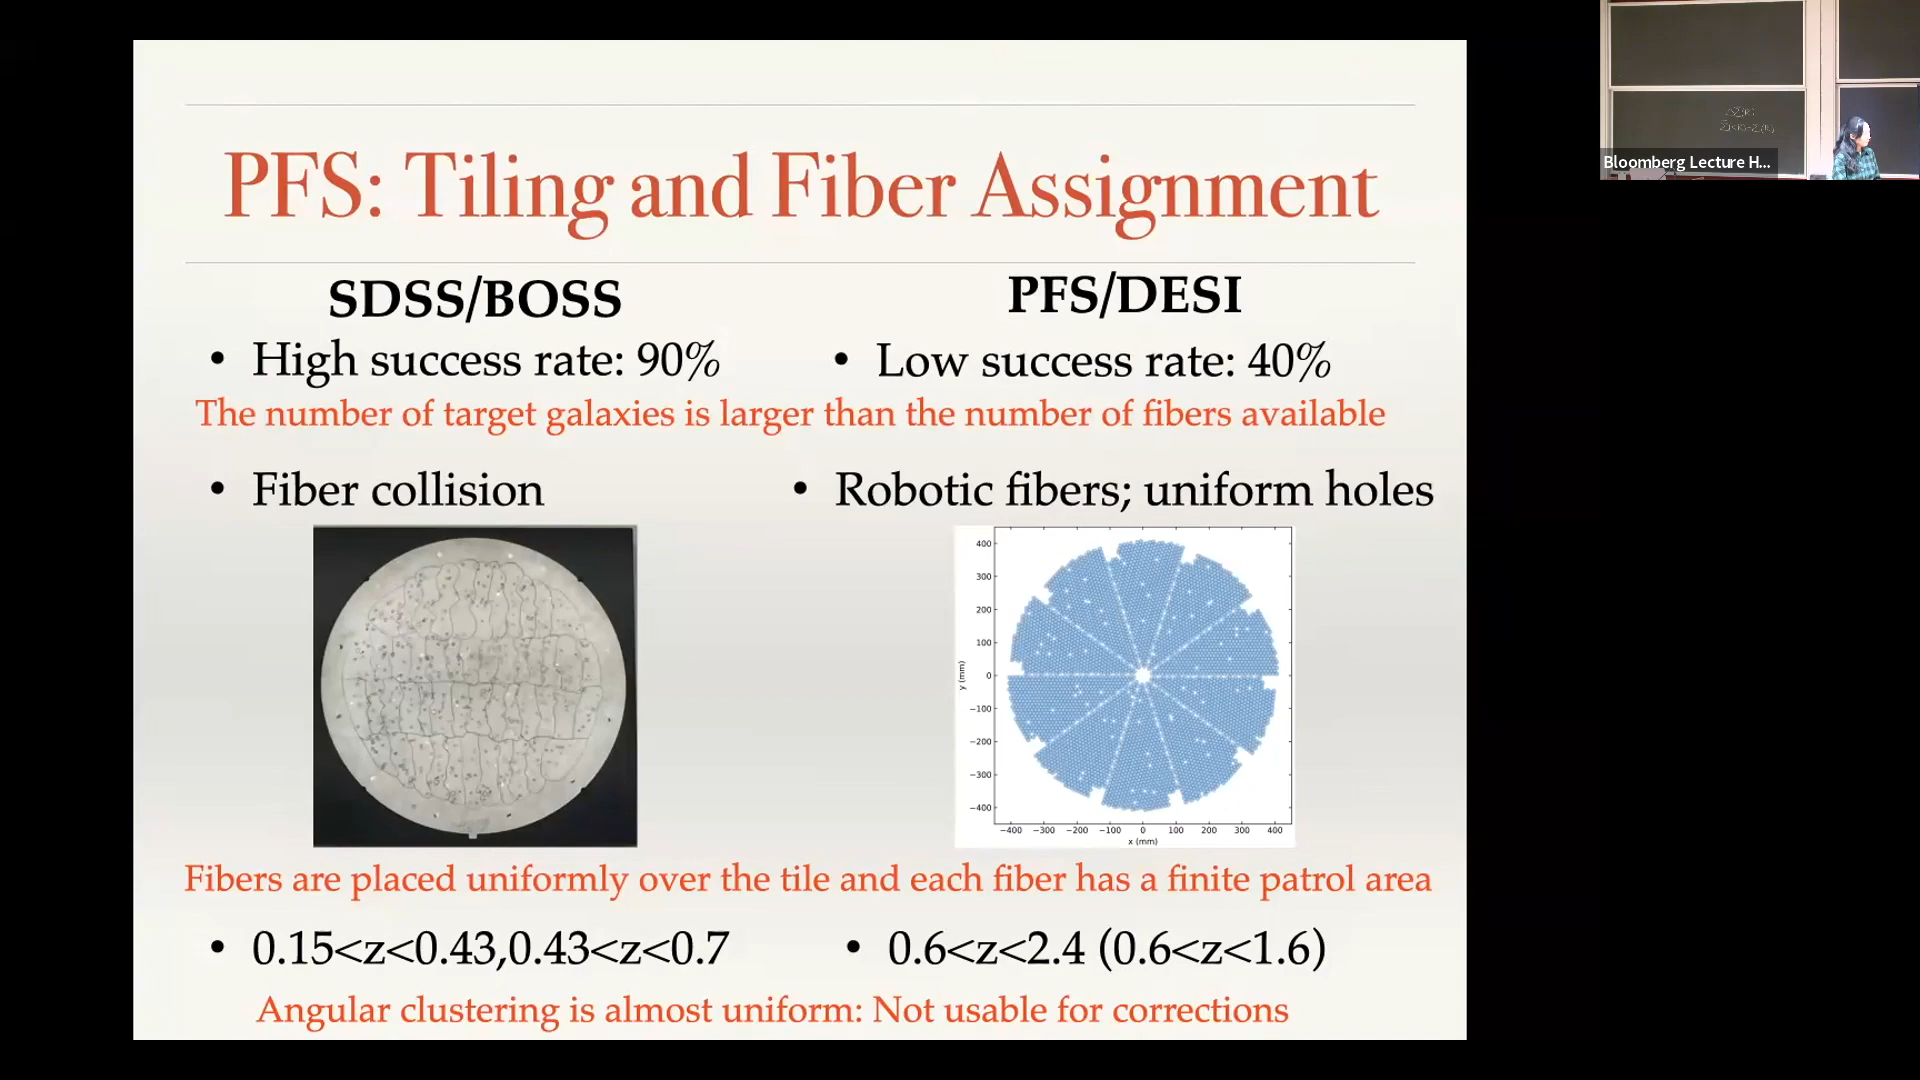 PFS: Tiling and Fiber Assignment
SDSS/BOSS
PFS/DESI
• High success rate: 90%
• Low success rate: 40%
The number of target galaxies is larger than the number of fibers available
• Fiber collision
• Robotic fibers; uniform holes
400
300
200
100
0
−100
−200
−300
−400
y (mm)
−400 −300 −200 −100 0 100 200 300 400
x (mm)
Fibers are placed uniformly over the tile and each fiber has a finite patrol area
• 0.15<z<0.43,0.43<z<0.7
• 0.6<z<2.4 (0.6<z<1.6)
Angular clustering is almost uniform: Not usable for corrections
Bloomberg Lecture H...